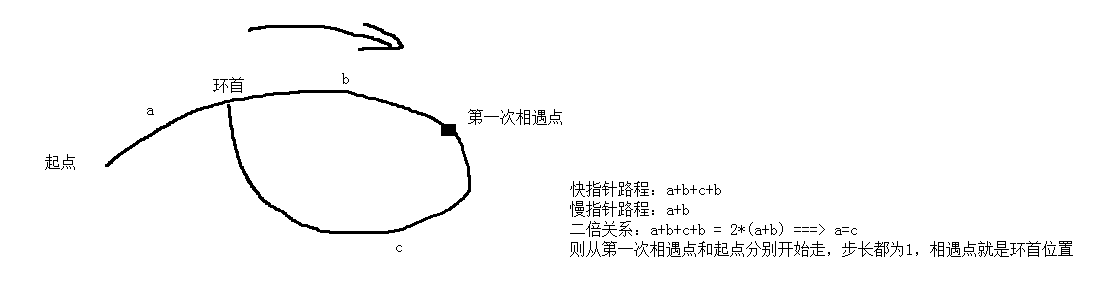 环首
b
a
第一次相遇点
起点
快指针路程：a+b+c+b
慢指针路程：a+b
二倍关系：a+b+c+b = 2*(a+b) ===> a=c
则从第一次相遇点和起点分别开始走，步长都为1，相遇点就是环首位置
c